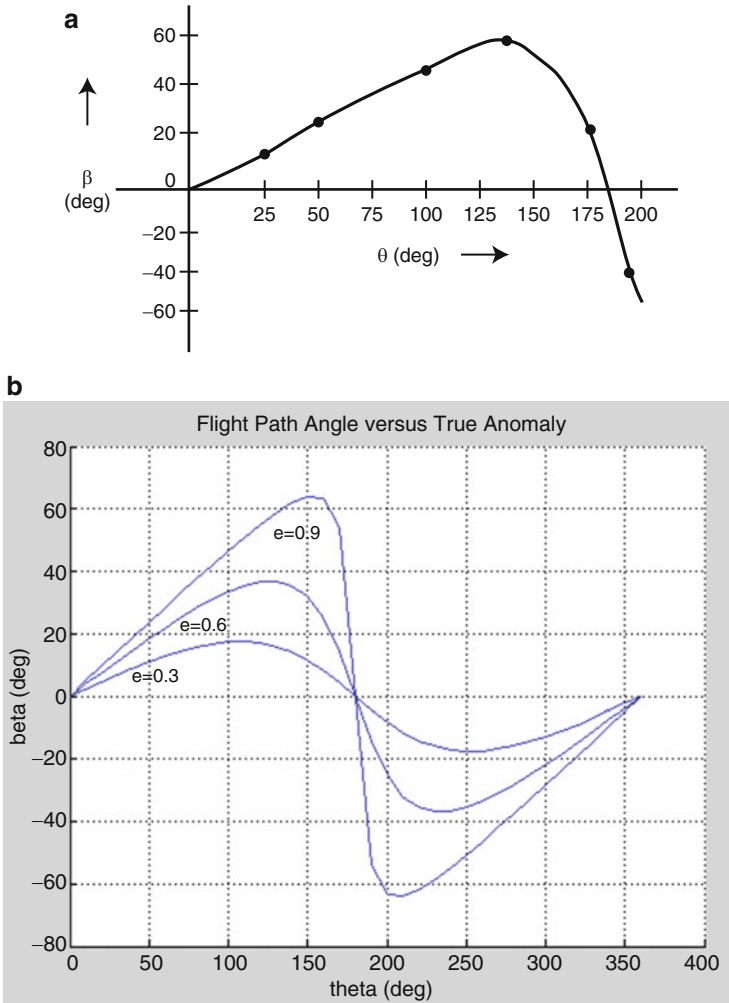 a
60
40
20
0
β
(deg)
25 50 75 100 125 150 175 200
−20
−40
−60
θ (deg)
b
Flight Path Angle versus True Anomaly
80
60
40
20
0
−20
−40
−60
−80
beta (deg)
e=0.9
e=0.6
e=0.3
0 50 100 150 200 250 300 350 400
theta (deg)